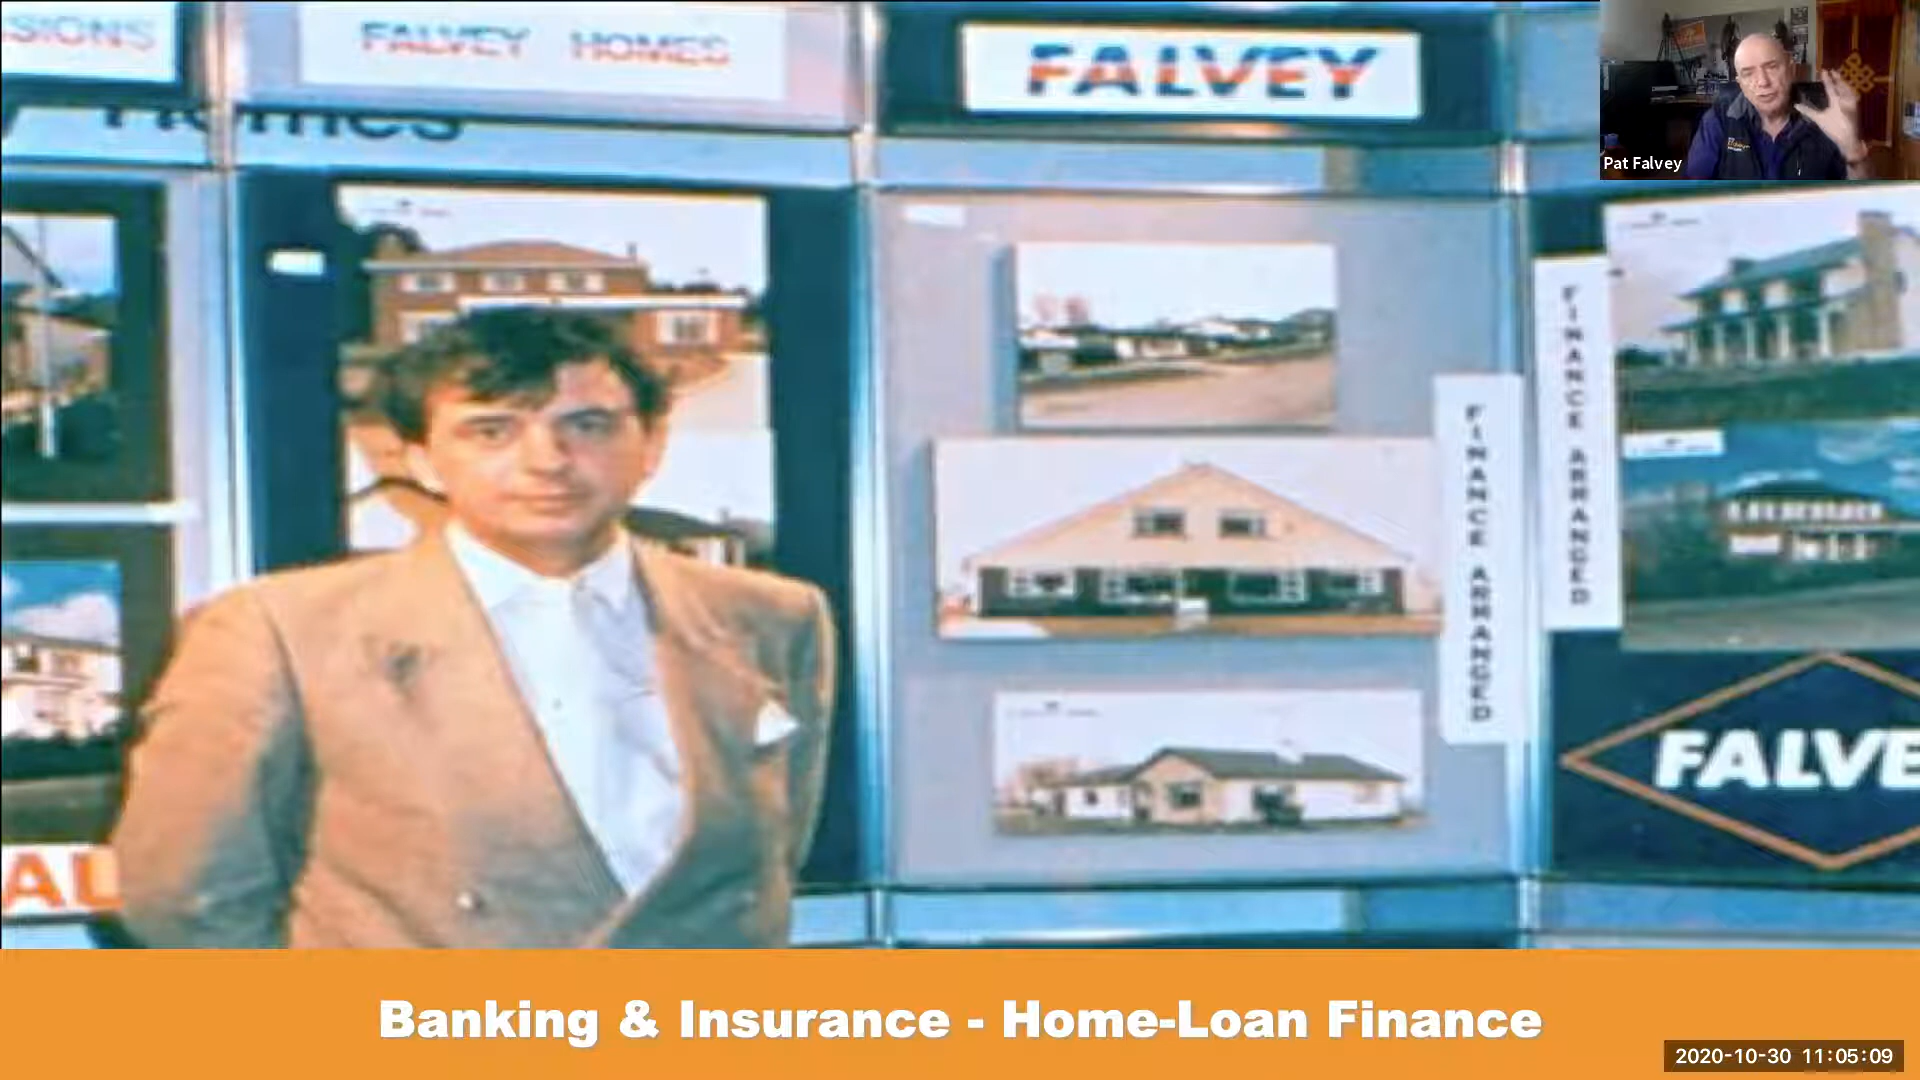 SIONS
FALVEY HOMES
FALVEY
Homes
Pat Falvey
FINANCE ARRANGED
FINANCE ARRANGED
FALVE
AL
Banking & Insurance - Home-Loan Finance
2020-10-30 11:05:09